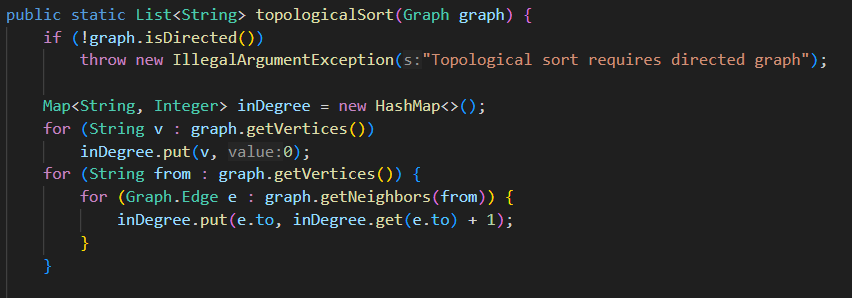 public static List<String> topologicalSort(Graph graph) {
if (!graph.isDirected())
throw new IllegalArgumentException(s:"Topological sort requires directed graph");
Map<String, Integer> inDegree = new HashMap<>();
for (String v : graph.getVertices())
inDegree.put(v, value:0);
for (String from : graph.getVertices()) {
for (Graph.Edge e : graph.getNeighbors(from)) {
inDegree.put(e.to, inDegree.get(e.to) + 1);
}
}